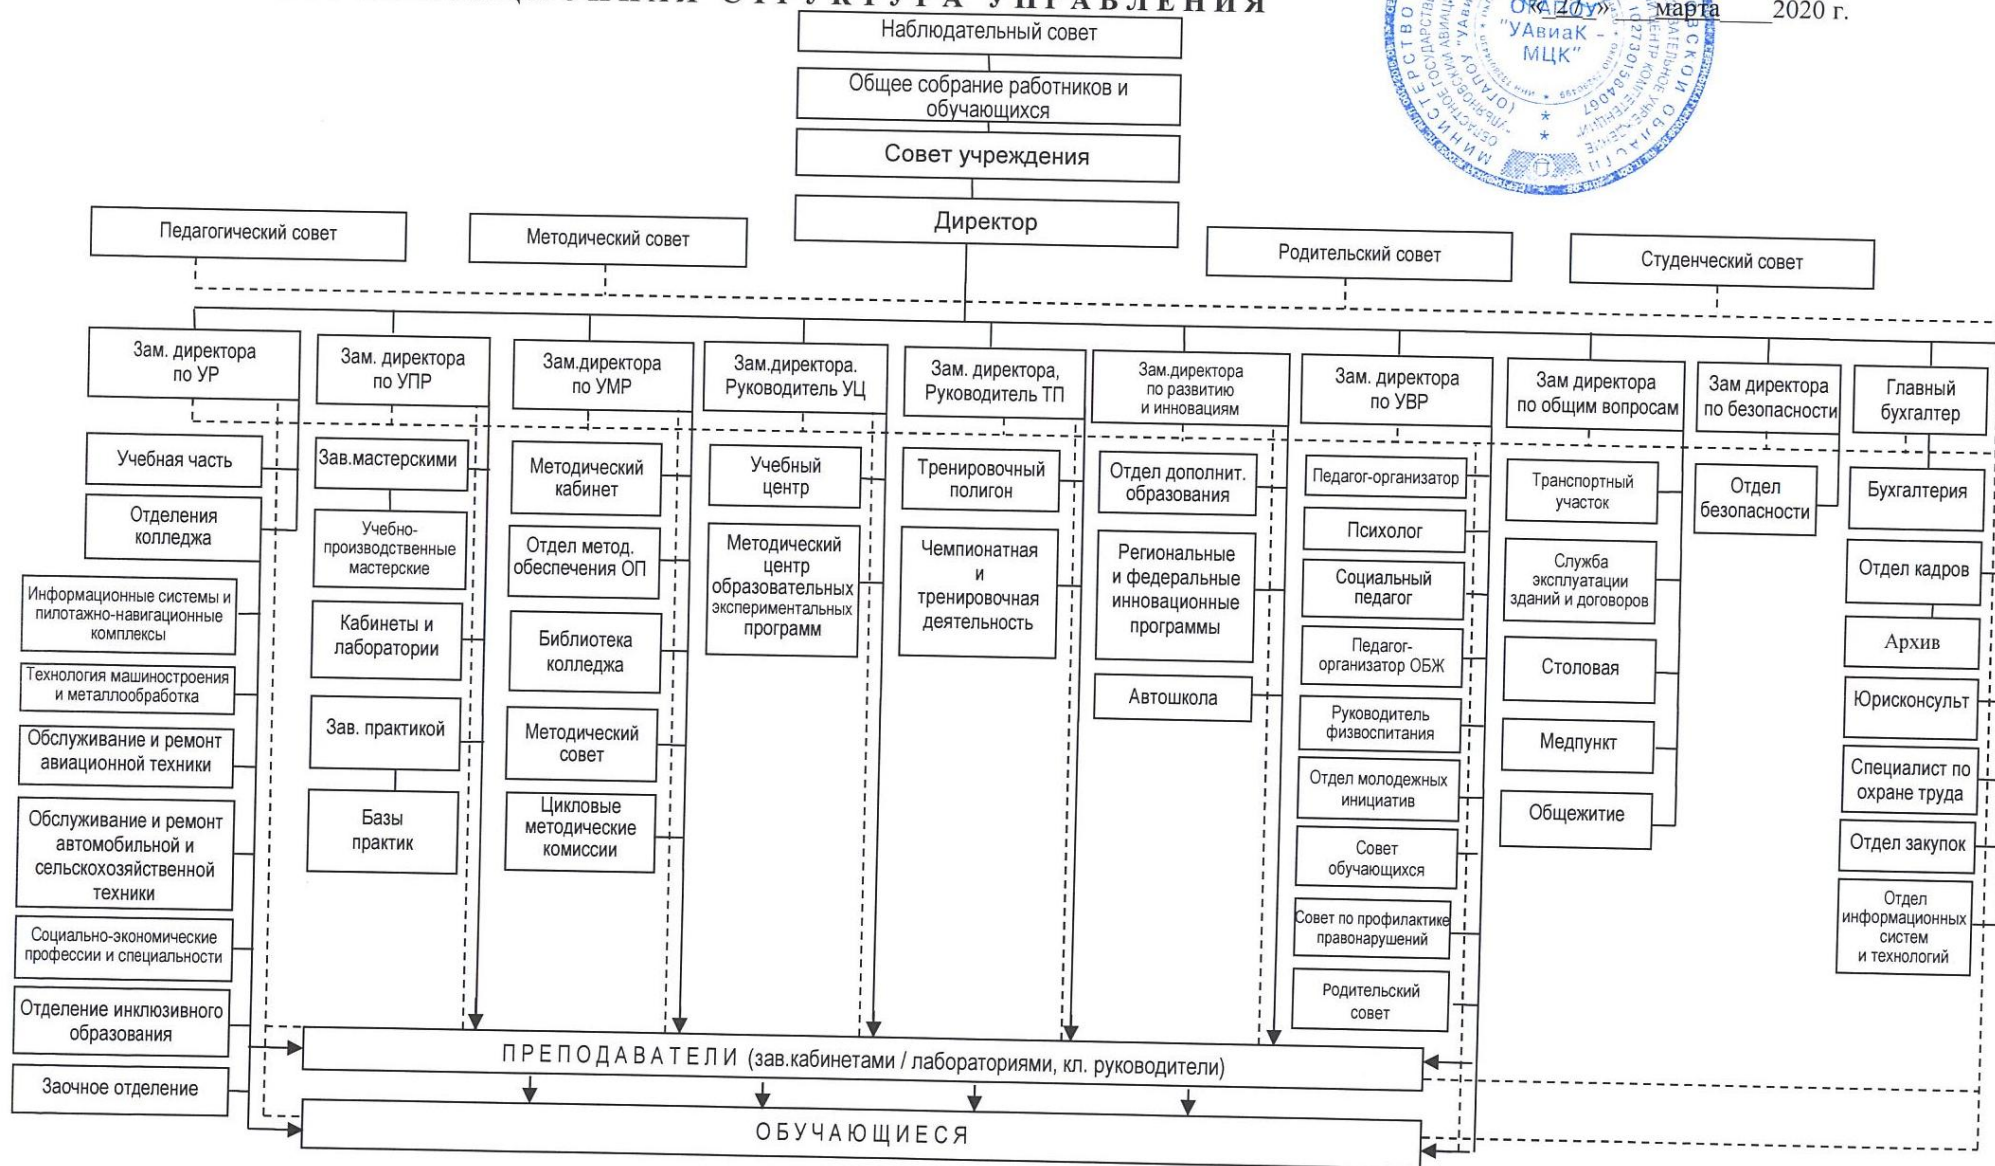 СТРУКТУРА УПРАВЛЕНИЯ
марта 2020 г.
"УАвиаК -
МЦК"
1027301584067
Наблюдательный совет
Общее собрание работников и
обучающихся
Совет учреждения
Директор
Педагогический совет
Методический совет
Родительский совет
Студенческий совет
Зам. директора
по УР
Зам. директора
по УПР
Зам.директора
по УМР
Зам.директора.
Руководитель УЦ
Зам. директора,
Руководитель ТП
Зам.директора
по развитию
и инновациям
Зам. директора
по УВР
Зам директора
по общим вопросам
Зам директора
по безопасности
Главный
бухгалтер
Учебная часть
Отделения
колледжа
Информационные системы и
пилотажно-навигационные
комплексы
Технология машиностроения
и металлообработка
Обслуживание и ремонт
авиационной техники
Обслуживание и ремонт
автомобильной и
сельскохозяйственной
техники
Социально-экономические
профессии и специальности
Отделение инклюзивного
образования
Заочное отделение
Зав.мастерскими
Учебно-
производственные
мастерские
Кабинеты и
лаборатории
Зав. практикой
Базы
практик
Методический
кабинет
Отдел метод.
обеспечения ОП
Библиотека
колледжа
Методический
совет
Цикловые
методические
комиссии
Учебный
центр
Методический
центр
образовательных
экспериментальных
программ
Тренировочный
полигон
Чемпионатная
и
тренировочная
деятельность
Отдел дополнит.
образования
Региональные
и федеральные
инновационные
программы
Автошкола
Педагог-организатор
Психолог
Социальный
педагог
Педагог-
организатор ОБЖ
Руководитель
физвоспитания
Отдел молодежных
инициатив
Совет
обучающихся
Совет по профилактике
правонарушений
Родительский
совет
Транспортный
участок
Служба
эксплуатации
зданий и договоров
Столовая
Медпункт
Общежитие
Отдел
безопасности
Бухгалтерия
Отдел кадров
Архив
Юрисконсульт
Специалист по
охране труда
Отдел закупок
Отдел
информационных
систем
и технологий
ПРЕПОДАВАТЕЛИ (зав.кабинетами / лабораториями, кл. руководители)
ОБУЧАЮЩИЕСЯ